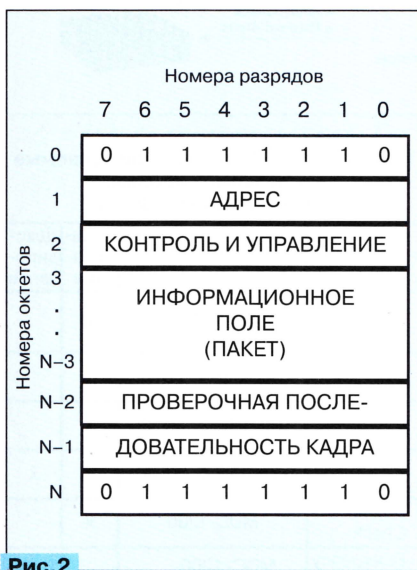 Номера разрядов
7 6 5 4 3 2 1 0
0 0 1 1 1 1 1 1 0
1 АДРЕС
2 КОНТРОЛЬ И УПРАВЛЕНИЕ
3 ИНФОРМАЦИОННОЕ
. ПОЛЕ
. (ПАКЕТ)
N–3
N–2 ПРОВЕРОЧНАЯ ПОСЛЕ-
N–1 ДОВАТЕЛЬНОСТЬ КАДРА
N 0 1 1 1 1 1 1 0
Номера октетов
Рис. 2